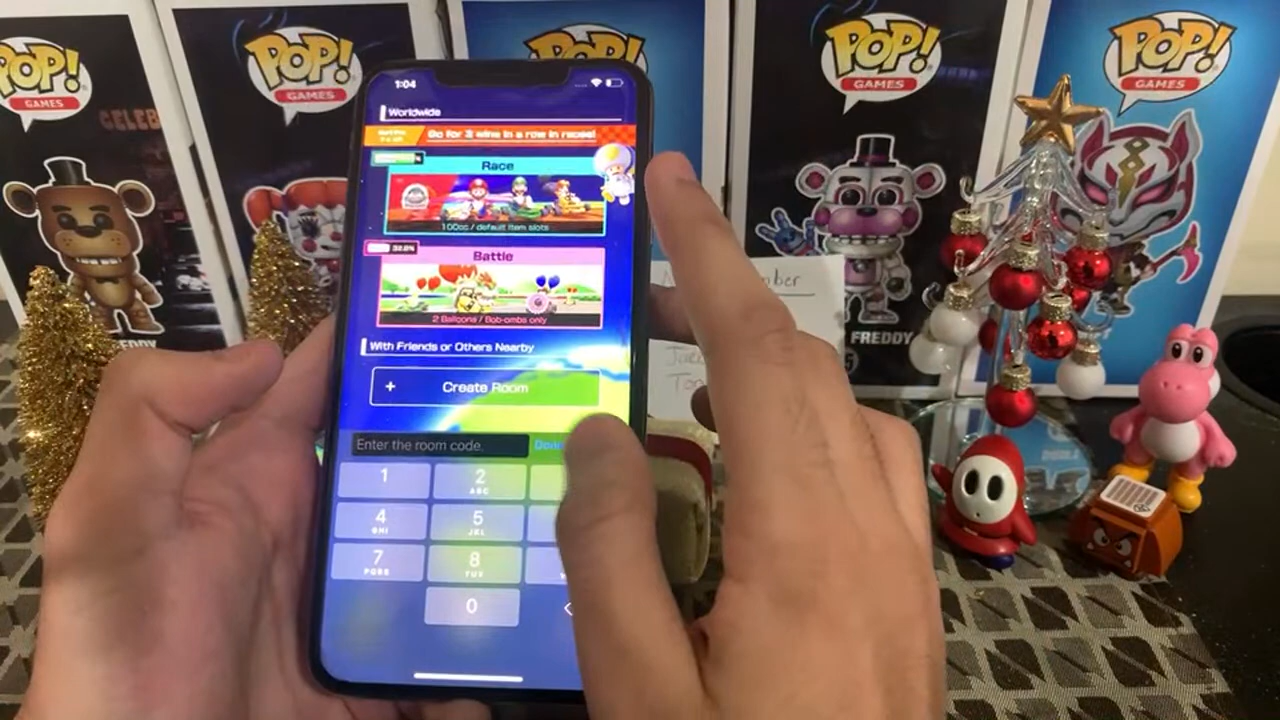 POP!
GAMES
POP!
GAMES
POP!
POP!
GAMES
POP!
GAMES
CELEB
1:04
Worldwide
Go for 3 wins in a row in races!
Race
100cc / default item slots
Battle
2 Balloons / Bob-ombs only
With Friends or Others Nearby
+ Create Room
Enter the room code.
1
2
ABC
4
GHI
5
JKL
7
PQRS
8
TUV
0
FREDDY